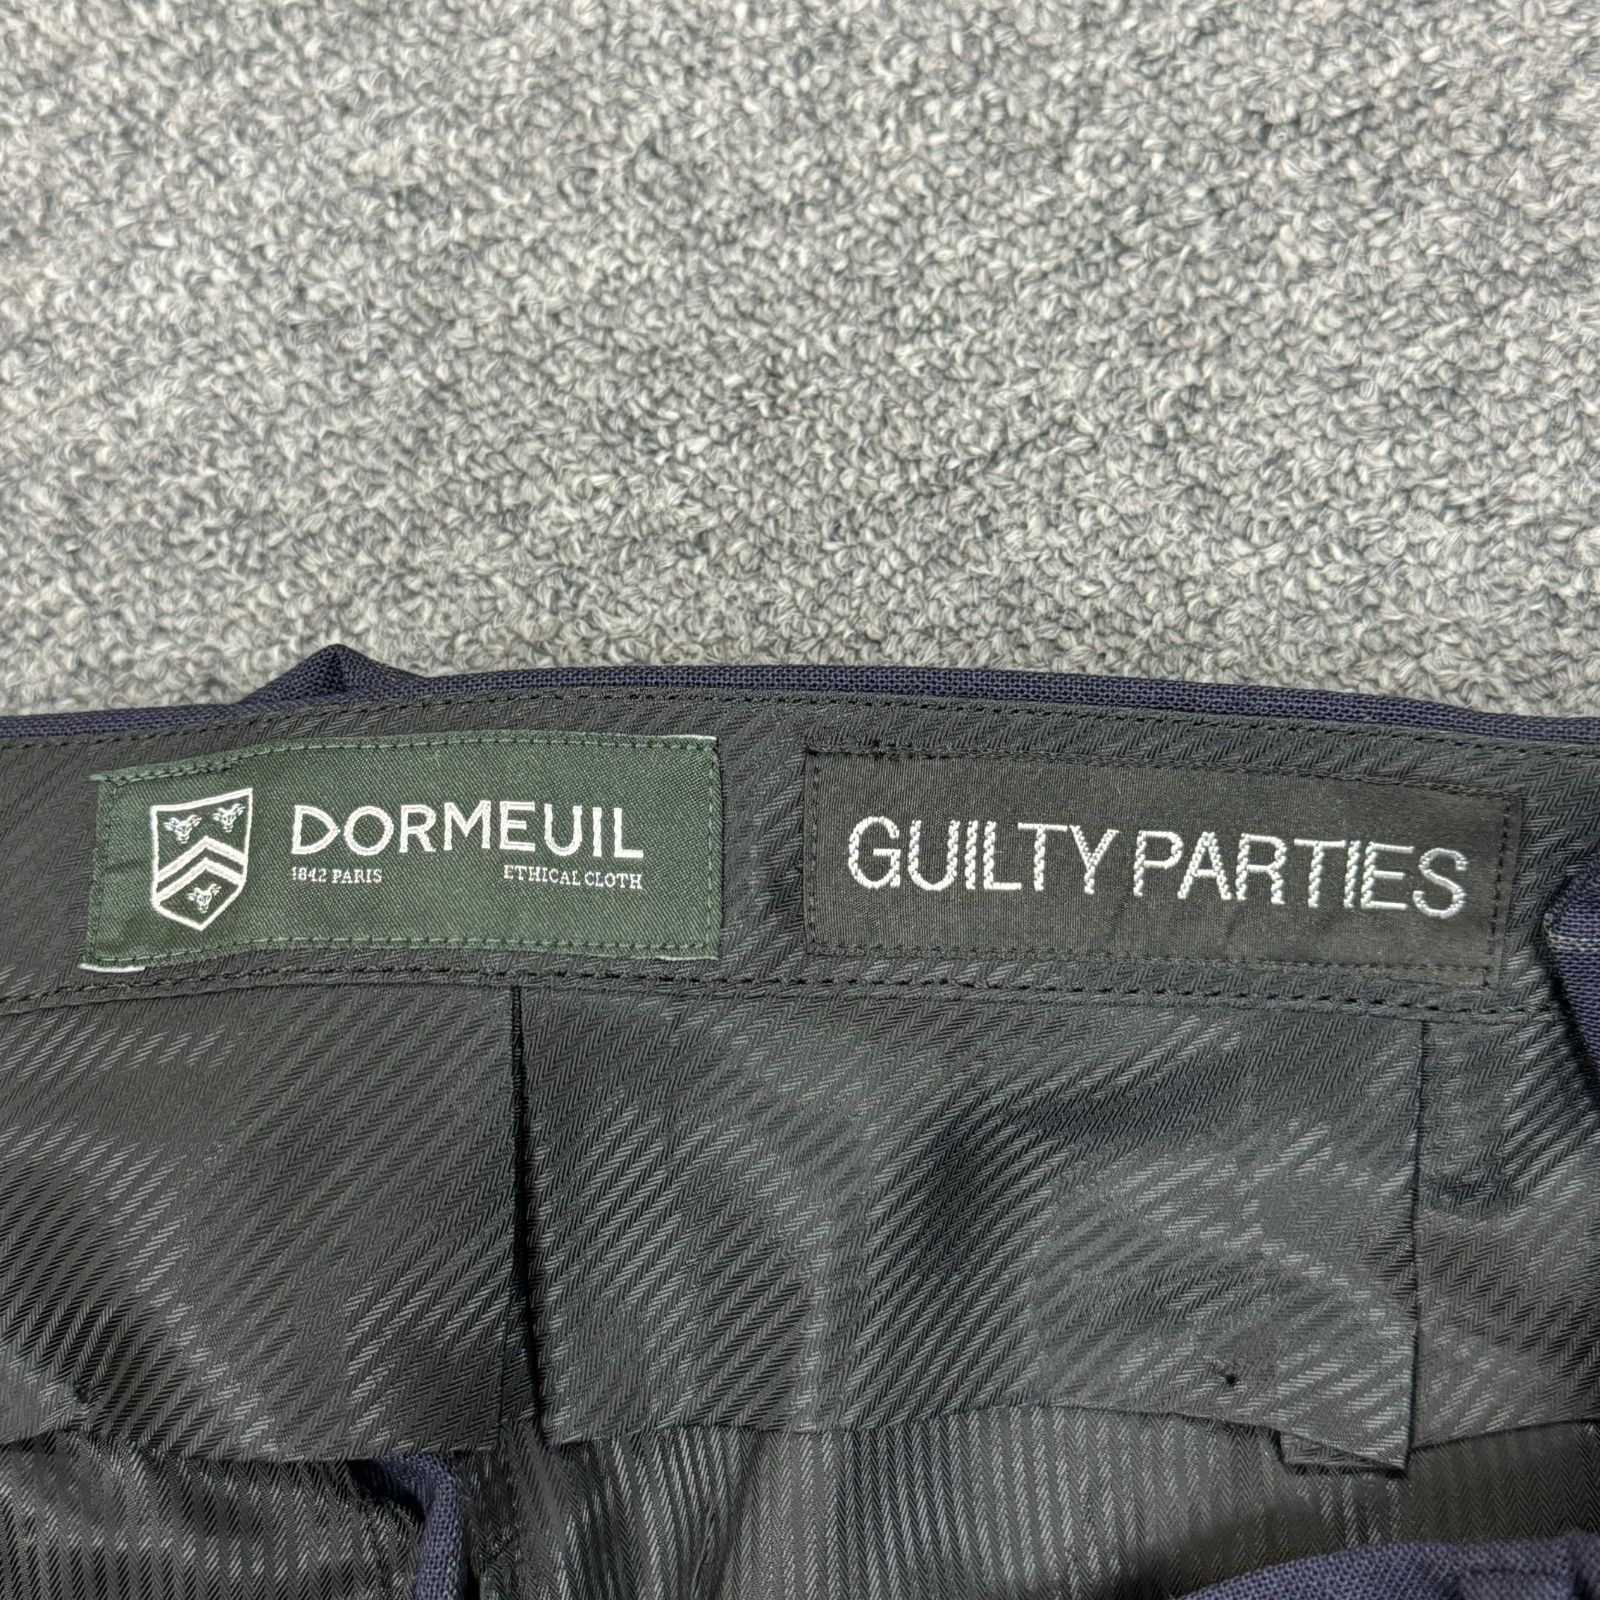 DORMEUIL
1842 PARIS ETHICAL CLOTH
GUILTY PARTIES